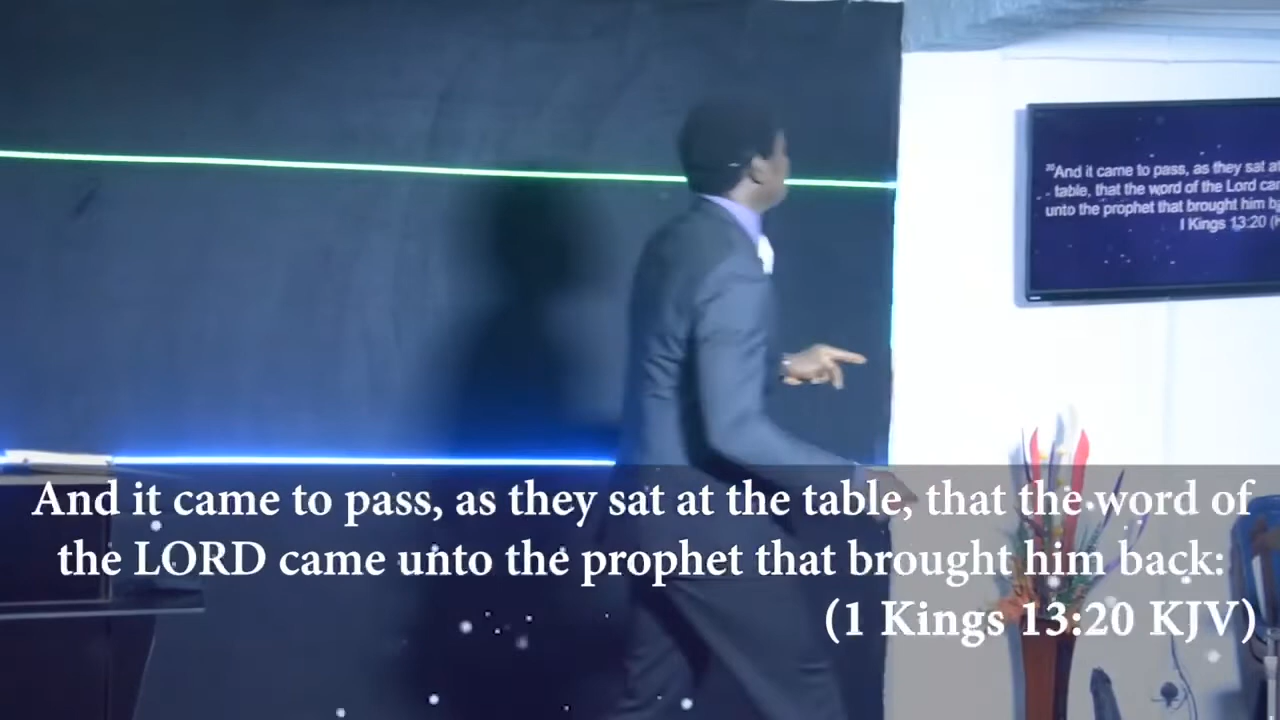 And it came to pass, as they sat at the table, that the word of
the LORD came unto the prophet that brought him back:
(1 Kings 13:20 KJV)
20And it came to pass, as they sat at
table, that the word of the Lord
unto the prophet that brought him
I Kings 13:20